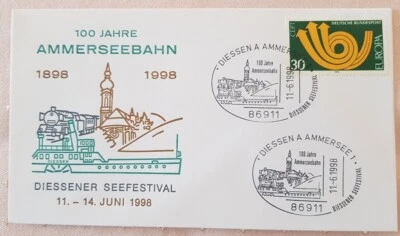 100 JAHRE
AMMERSEEBAHN
1898 1998
DIESSENER SEEFESTIVAL
11. - 14. JUNI 1998
CEPT
DEUTSCHE BUNDESPOST
30
EUROPA
DIESSEN A AMMERSEE 1
100 Jahre
Ammerseebahn
11.-6.1998
DIESSENER SEEFESTIVAL
86911
DIESSEN A AMMERSEE 1
100 Jahre
Ammerseebahn
11.-6.1998
DIESSENER SEEFESTIVAL
86911